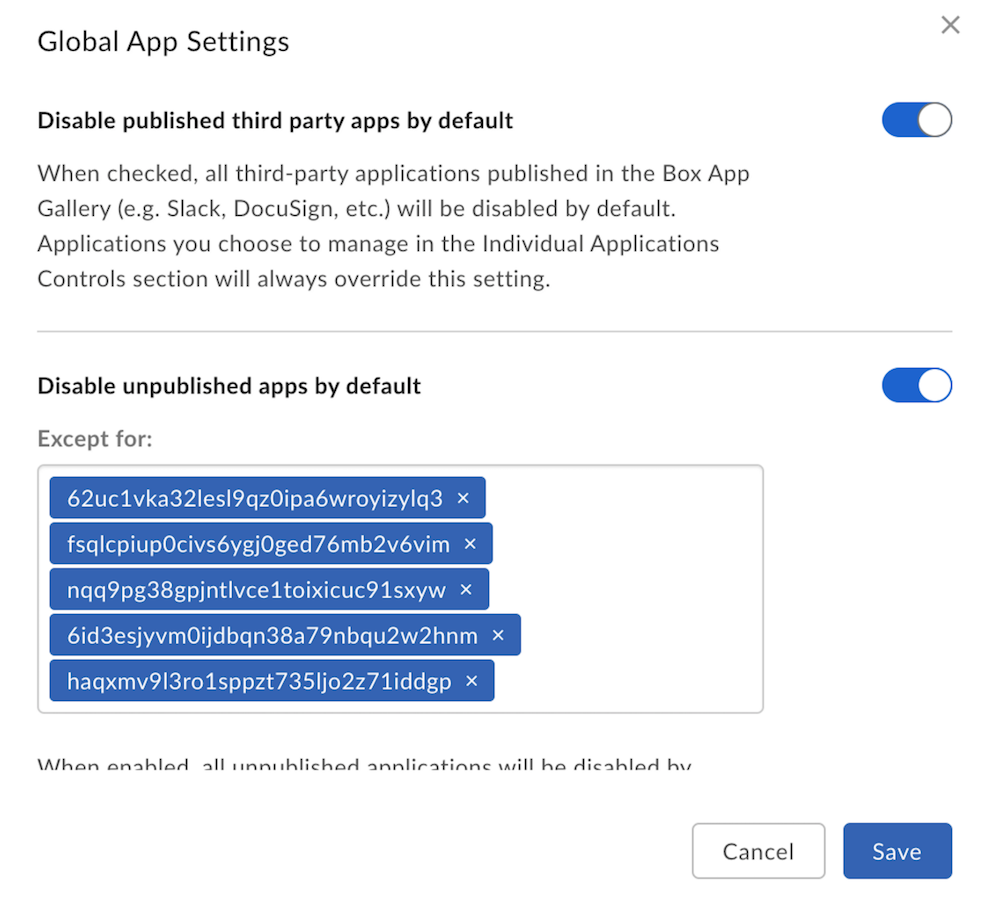 Global App Settings
Disable published third party apps by default
When checked, all third-party applications published in the Box App
Gallery (e.g. Slack, DocuSign, etc.) will be disabled by default.
Applications you choose to manage in the Individual Applications
Controls section will always override this setting.
Disable unpublished apps by default
Except for:
62uc1vka32lesl9qz0ipa6wroyizylq3 ×
fsqlcpiup0civs6ygj0ged76mb2v6vim ×
nqq9pg38gpjntlvce1toixicuc91sxyw ×
6id3esjyvm0ijdbqn38a79nbqu2w2hnm ×
haqxmv9l3ro1sppzt735ljo2z71iddgp ×
When enabled, all unpublished applications will be disabled by
Cancel
Save